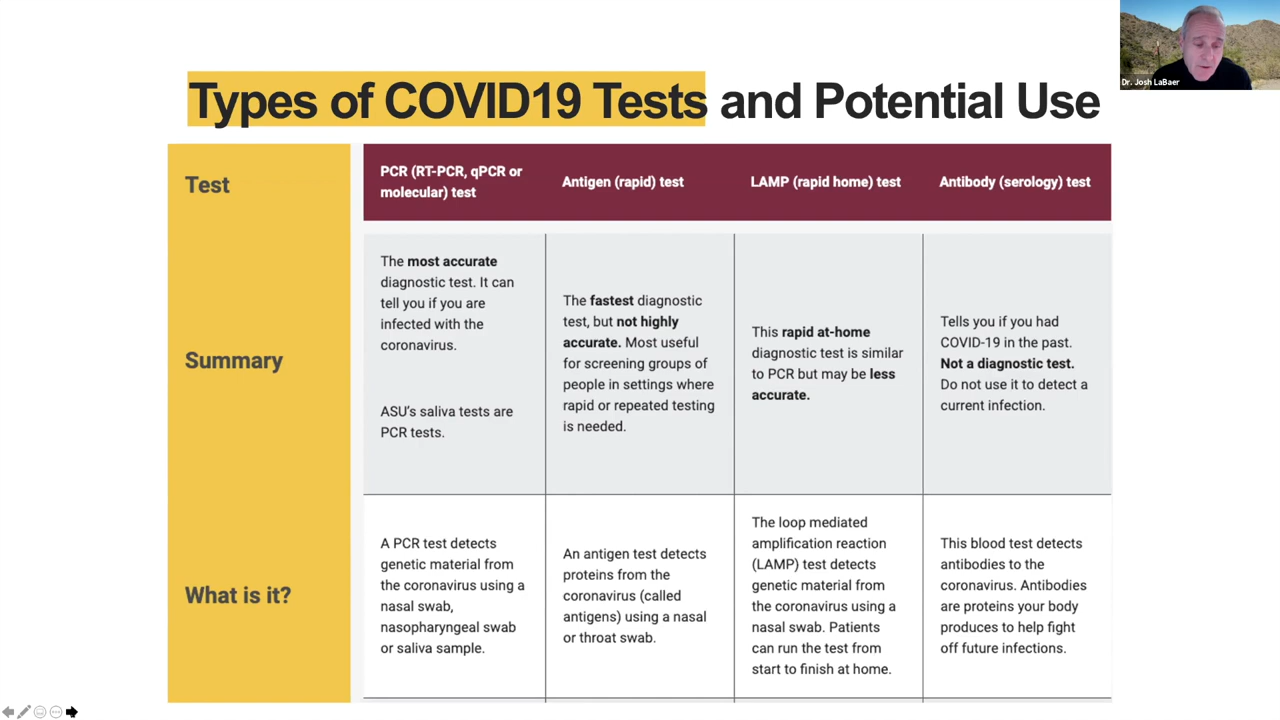 Dr. Josh LaBaer
Types of COVID19 Tests and Potential Use
Test
PCR (RT-PCR, qPCR or
molecular) test
Antigen (rapid) test
LAMP (rapid home) test
Antibody (serology) test
Summary
The most accurate
diagnostic test. It can
tell you if you are
infected with the
coronavirus.
ASU's saliva tests are
PCR tests.
The fastest diagnostic
test, but not highly
accurate. Most useful
for screening groups of
people in settings where
rapid or repeated testing
is needed.
This rapid at-home
diagnostic test is similar
to PCR but may be less
accurate.
Tells you if you had
COVID-19 in the past.
Not a diagnostic test.
Do not use it to detect a
current infection.
What is it?
A PCR test detects
genetic material from
the coronavirus using a
nasal swab,
nasopharyngeal swab
or saliva sample.
An antigen test detects
proteins from the
coronavirus (called
antigens) using a nasal
or throat swab.
The loop mediated
amplification reaction
(LAMP) test detects
genetic material from
the coronavirus using a
nasal swab. Patients
can run the test from
start to finish at home.
This blood test detects
antibodies to the
coronavirus. Antibodies
are proteins your body
produces to help fight
off future infections.